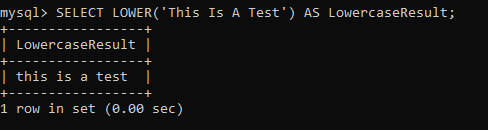 mysql> SELECT LOWER('This Is A Test') AS LowercaseResult;
+-----------------+
| LowercaseResult |
+-----------------+
| this is a test  |
+-----------------+
1 row in set (0.00 sec)